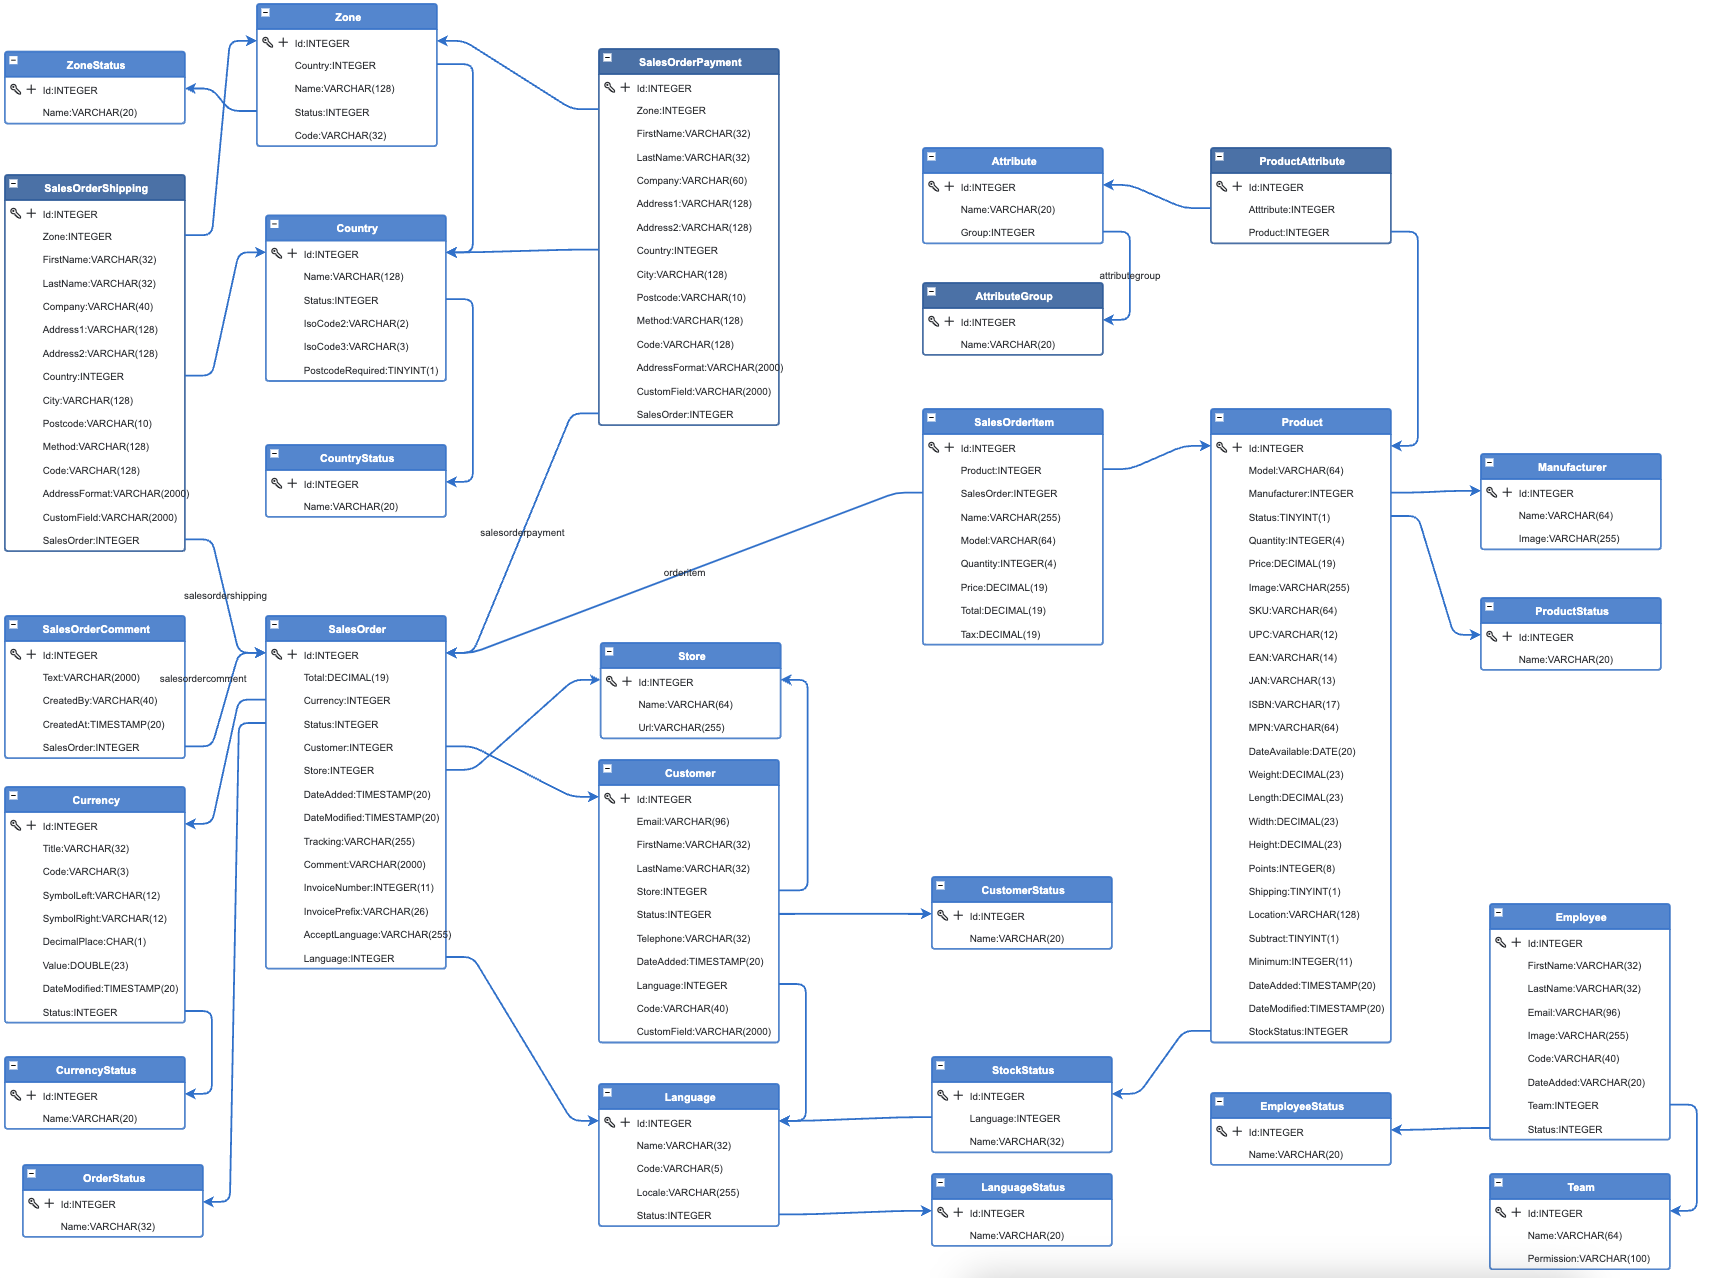 Zone
Id:INTEGER
Country:INTEGER
Name:VARCHAR(128)
Status:INTEGER
Code:VARCHAR(32)
ZoneStatus
Id:INTEGER
Name:VARCHAR(20)
SalesOrderPayment
Id:INTEGER
Zone:INTEGER
FirstName:VARCHAR(32)
LastName:VARCHAR(32)
Company:VARCHAR(60)
Address1:VARCHAR(128)
Address2:VARCHAR(128)
Country:INTEGER
City:VARCHAR(128)
Postcode:VARCHAR(10)
Method:VARCHAR(128)
Code:VARCHAR(128)
AddressFormat:VARCHAR(2000)
CustomField:VARCHAR(2000)
SalesOrder:INTEGER
Attribute
Id:INTEGER
Name:VARCHAR(20)
Group:INTEGER
ProductAttribute
Id:INTEGER
Atttribute:INTEGER
Product:INTEGER
attributegroup
AttributeGroup
Id:INTEGER
Name:VARCHAR(20)
SalesOrderShipping
Id:INTEGER
Zone:INTEGER
FirstName:VARCHAR(32)
LastName:VARCHAR(32)
Company:VARCHAR(40)
Address1:VARCHAR(128)
Address2:VARCHAR(128)
Country:INTEGER
City:VARCHAR(128)
Postcode:VARCHAR(10)
Method:VARCHAR(128)
Code:VARCHAR(128)
AddressFormat:VARCHAR(2000)
CustomField:VARCHAR(2000)
SalesOrder:INTEGER
Country
Id:INTEGER
Name:VARCHAR(128)
Status:INTEGER
IsoCode2:VARCHAR(2)
IsoCode3:VARCHAR(3)
PostcodeRequired:TINYINT(1)
CountryStatus
Id:INTEGER
Name:VARCHAR(20)
salesorderpayment
orderitem
salesordershipping
salesordercomment
SalesOrderItem
Id:INTEGER
Product:INTEGER
SalesOrder:INTEGER
Name:VARCHAR(255)
Model:VARCHAR(64)
Quantity:INTEGER(4)
Price:DECIMAL(19)
Total:DECIMAL(19)
Tax:DECIMAL(19)
Product
Id:INTEGER
Model:VARCHAR(64)
Manufacturer:INTEGER
Status:TINYINT(1)
Quantity:INTEGER(4)
Price:DECIMAL(19)
Image:VARCHAR(255)
SKU:VARCHAR(64)
UPC:VARCHAR(12)
EAN:VARCHAR(14)
JAN:VARCHAR(13)
ISBN:VARCHAR(17)
MPN:VARCHAR(64)
DateAvailable:DATE(20)
Weight:DECIMAL(23)
Length:DECIMAL(23)
Width:DECIMAL(23)
Height:DECIMAL(23)
Points:INTEGER(8)
Shipping:TINYINT(1)
Location:VARCHAR(128)
Subtract:TINYINT(1)
Minimum:INTEGER(11)
DateAdded:TIMESTAMP(20)
DateModified:TIMESTAMP(20)
StockStatus:INTEGER
Manufacturer
Id:INTEGER
Name:VARCHAR(64)
Image:VARCHAR(255)
ProductStatus
Id:INTEGER
Name:VARCHAR(20)
SalesOrderComment
Id:INTEGER
Text:VARCHAR(2000)
CreatedBy:VARCHAR(40)
CreatedAt:TIMESTAMP(20)
SalesOrder:INTEGER
SalesOrder
Id:INTEGER
Total:DECIMAL(19)
Currency:INTEGER
Status:INTEGER
Customer:INTEGER
Store:INTEGER
DateAdded:TIMESTAMP(20)
DateModified:TIMESTAMP(20)
Tracking:VARCHAR(255)
Comment:VARCHAR(2000)
InvoiceNumber:INTEGER(11)
InvoicePrefix:VARCHAR(26)
AcceptLanguage:VARCHAR(255)
Language:INTEGER
Store
Id:INTEGER
Name:VARCHAR(64)
Url:VARCHAR(255)
Customer
Id:INTEGER
Email:VARCHAR(96)
FirstName:VARCHAR(32)
LastName:VARCHAR(32)
Store:INTEGER
Status:INTEGER
Telephone:VARCHAR(32)
DateAdded:TIMESTAMP(20)
Language:INTEGER
Code:VARCHAR(40)
CustomField:VARCHAR(2000)
Currency
Id:INTEGER
Title:VARCHAR(32)
Code:VARCHAR(3)
SymbolLeft:VARCHAR(12)
SymbolRight:VARCHAR(12)
DecimalPlace:CHAR(1)
Value:DOUBLE(23)
DateModified:TIMESTAMP(20)
Status:INTEGER
CustomerStatus
Id:INTEGER
Name:VARCHAR(20)
Employee
Id:INTEGER
FirstName:VARCHAR(32)
LastName:VARCHAR(32)
Email:VARCHAR(96)
Image:VARCHAR(255)
Code:VARCHAR(40)
DateAdded:VARCHAR(20)
Team:INTEGER
Status:INTEGER
CurrencyStatus
Id:INTEGER
Name:VARCHAR(20)
OrderStatus
Id:INTEGER
Name:VARCHAR(32)
Language
Id:INTEGER
Name:VARCHAR(32)
Code:VARCHAR(5)
Locale:VARCHAR(255)
Status:INTEGER
StockStatus
Id:INTEGER
Language:INTEGER
Name:VARCHAR(32)
LanguageStatus
Id:INTEGER
Name:VARCHAR(20)
EmployeeStatus
Id:INTEGER
Name:VARCHAR(20)
Team
Id:INTEGER
Name:VARCHAR(64)
Permission:VARCHAR(100)